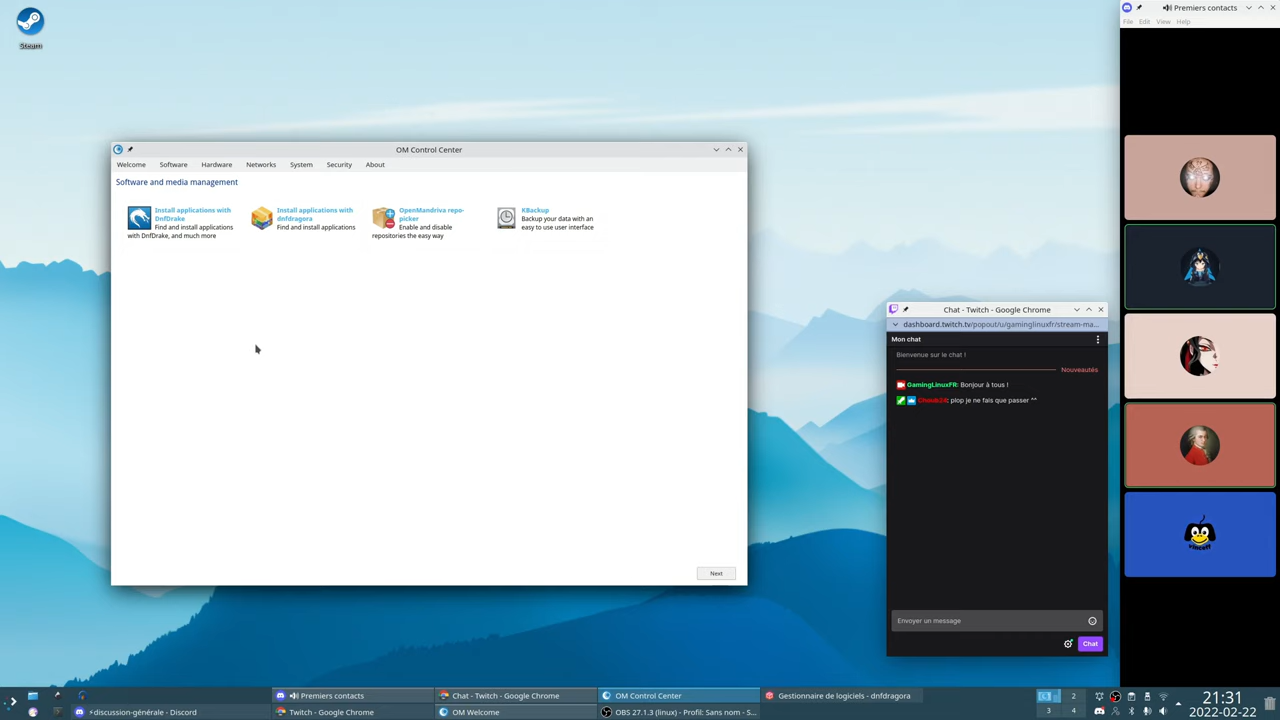 Steam
OM Control Center
Welcome Software Hardware Networks System Security About
Software and media management
Install applications with
DnfDrake
Find and install applications
with DnfDrake, and much more
Install applications with
dnfdragora
Find and install applications
OpenMandriva repo-
picker
Enable and disable
repositories the easy way
KBackup
Backup your data with an
easy to use user interface
Next
Premiers contacts
File Edit View Help
vinceff
Chat - Twitch - Google Chrome
dashboard.twitch.tv/popout/u/gaminglinuxfr/stream-ma...
Mon chat
Bienvenue sur le chat !
Nouveautés
GamingLinuxFR: Bonjour à tous !
plop je ne fais que passer ^^
Envoyer un message
Chat
Premiers contacts
Chat - Twitch - Google Chrome
OM Control Center
Gestionnaire de logiciels - dnfdragora
⚡discussion-générale - Discord
Twitch - Google Chrome
OM Welcome
OBS 27.1.3 (linux) - Profil: Sans nom - S...
2
3 4
21:31
2022-02-22